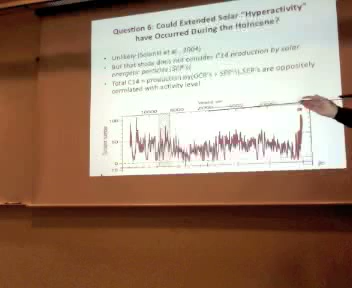 Question 6: Could Extended Solar "Hyperactivity"
have Occurred During the Holocene?
Unlikely (Solanki et al., 2004)
But that study does not consider C14 production by solar
energetic particles (SEP's)
Total C14 = production by(GCR's + SEP's).SEP's are oppositely
correlated with activity level
100